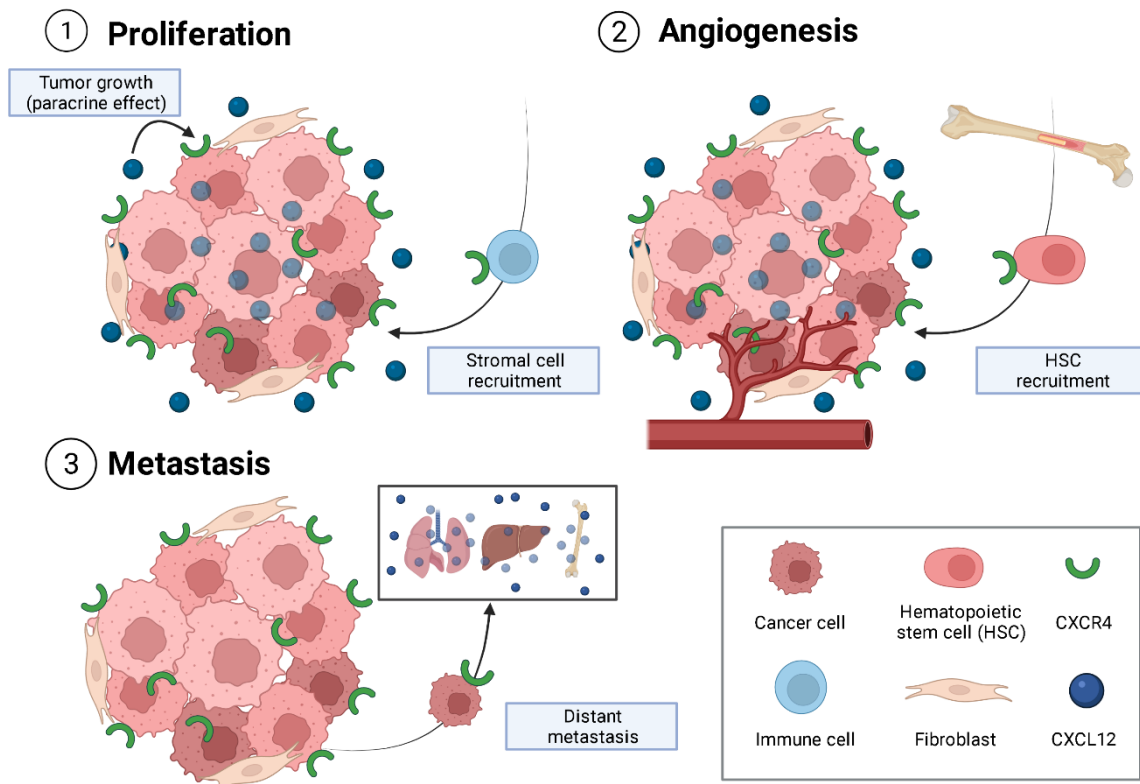 1 Proliferation
Tumor growth
(paracrine effect)
Stromal cell
recruitment
2 Angiogenesis
HSC
recruitment
3 Metastasis
Distant
metastasis
Cancer cell
Hematopoietic
stem cell (HSC)
CXCR4
Immune cell
Fibroblast
CXCL12